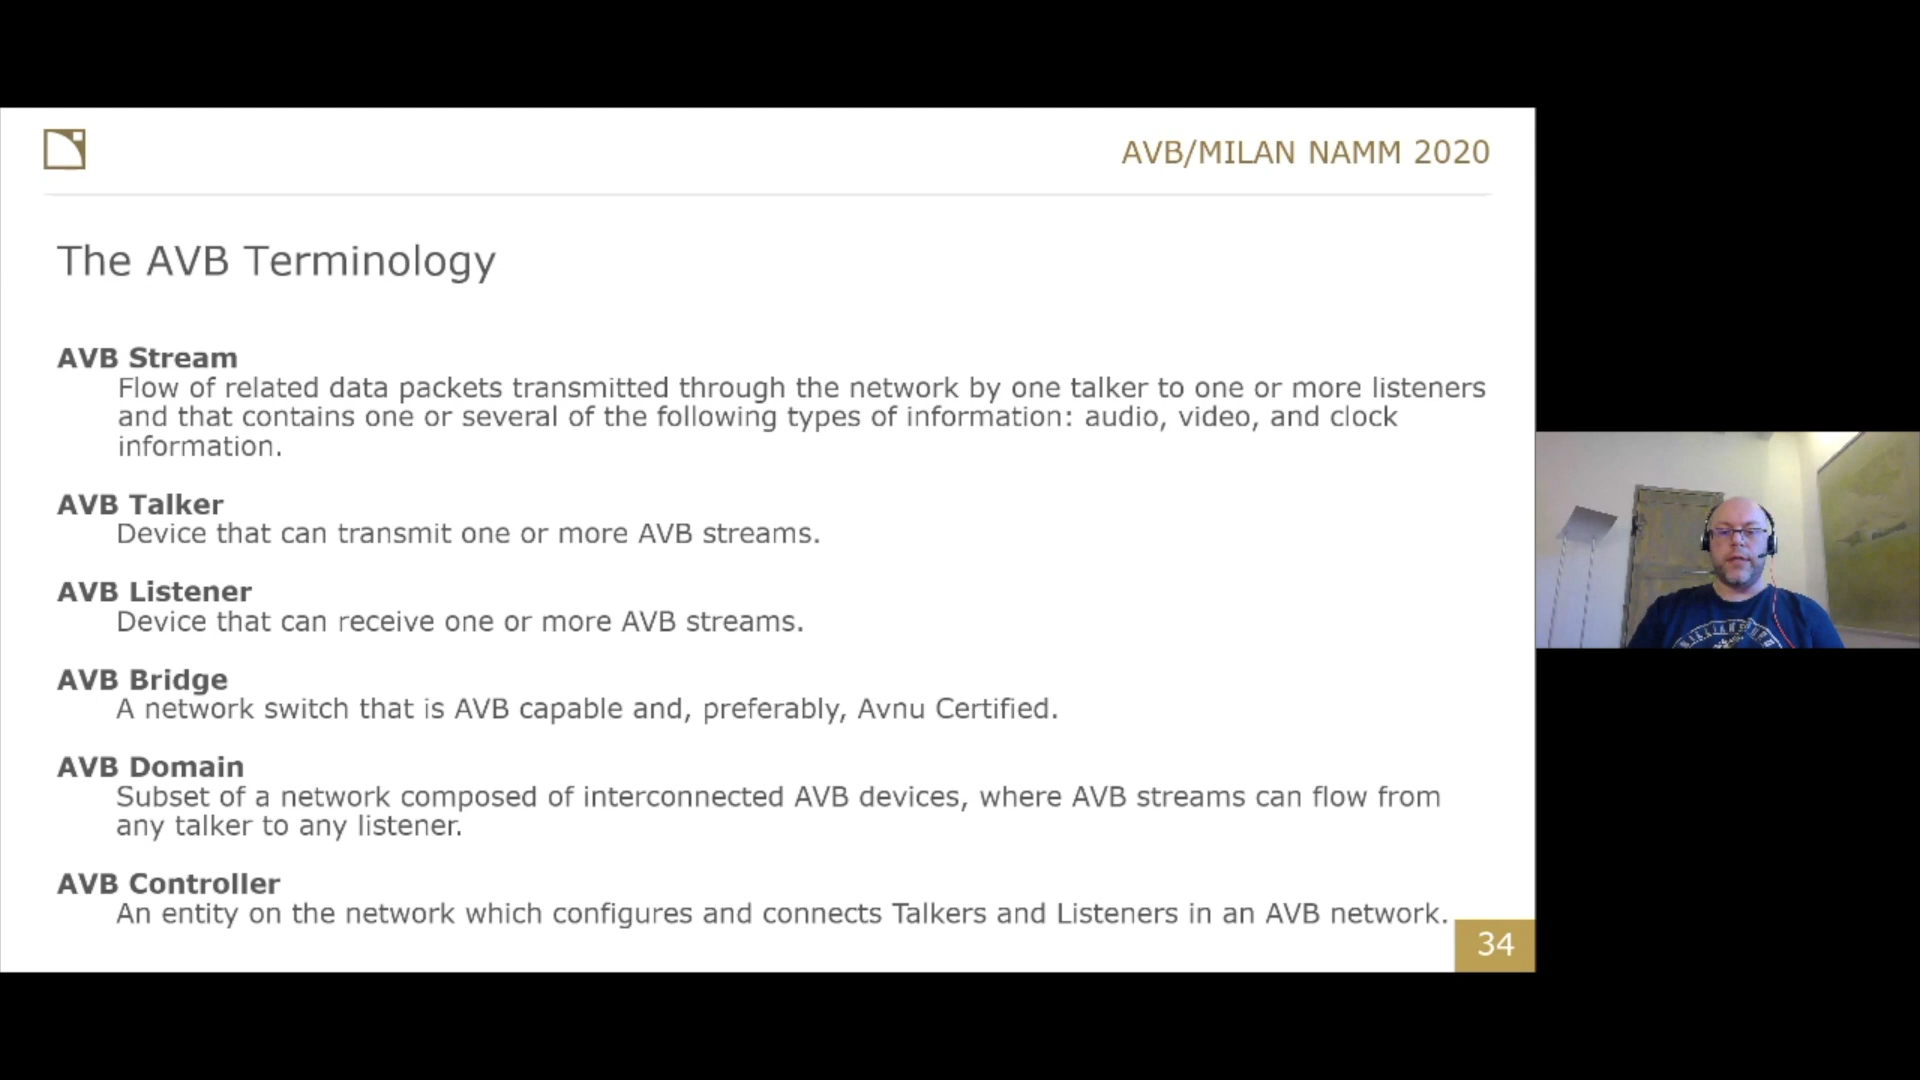 AVB/MILAN NAMM 2020
The AVB Terminology
AVB Stream
Flow of related data packets transmitted through the network by one talker to one or more listeners
and that contains one or several of the following types of information: audio, video, and clock
information.
AVB Talker
Device that can transmit one or more AVB streams.
AVB Listener
Device that can receive one or more AVB streams.
AVB Bridge
A network switch that is AVB capable and, preferably, Avnu Certified.
AVB Domain
Subset of a network composed of interconnected AVB devices, where AVB streams can flow from
any talker to any listener.
AVB Controller
An entity on the network which configures and connects Talkers and Listeners in an AVB network.
34